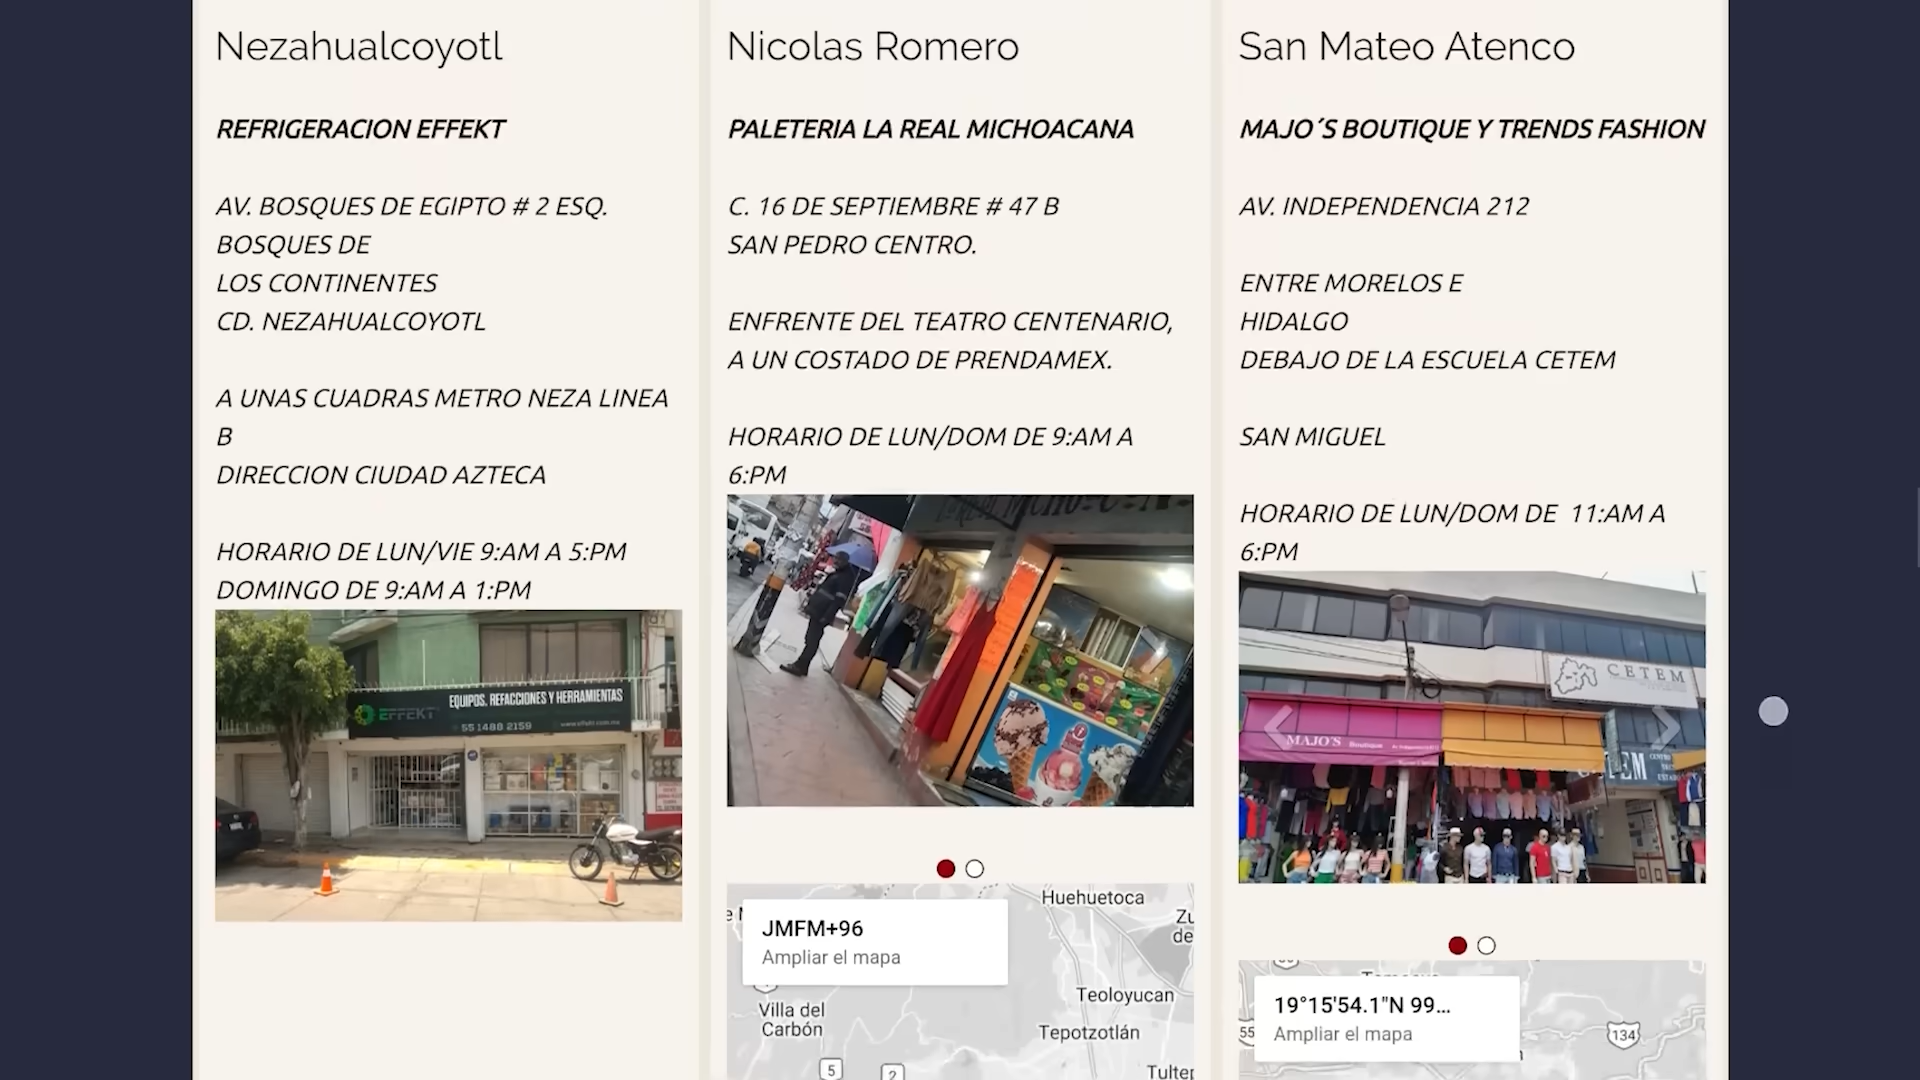 Nezahualcoyotl
REFRIGERACION EFFEKT
AV. BOSQUES DE EGIPTO # 2 ESQ.
BOSQUES DE
LOS CONTINENTES
CD. NEZAHUALCOYOTL
A UNAS CUADRAS METRO NEZA LINEA
B
DIRECCION CIUDAD AZTECA
HORARIO DE LUN/VIE 9:AM A 5:PM
DOMINGO DE 9:AM A 1:PM
EFFEKT
EQUIPOS, REFACCIONES Y HERRAMIENTAS
55 1488 2159
Nicolas Romero
PALETERIA LA REAL MICHOACANA
C. 16 DE SEPTIEMBRE # 47 B
SAN PEDRO CENTRO.
ENFRENTE DEL TEATRO CENTENARIO,
A UN COSTADO DE PRENDAMEX.
HORARIO DE LUN/DOM DE 9:AM A
6:PM
Huehuetoca
JMFM+96
Ampliar el mapa
Teoloyucan
Villa del
Carbón
Tepotzotlán
5
2
San Mateo Atenco
MAJO´S BOUTIQUE Y TRENDS FASHION
AV. INDEPENDENCIA 212
ENTRE MORELOS E
HIDALGO
DEBAJO DE LA ESCUELA CETEM
SAN MIGUEL
HORARIO DE LUN/DOM DE  11:AM A
6:PM
CETEM
MAJO'S Boutique
19°15'54.1"N 99...
Ampliar el mapa
55
134